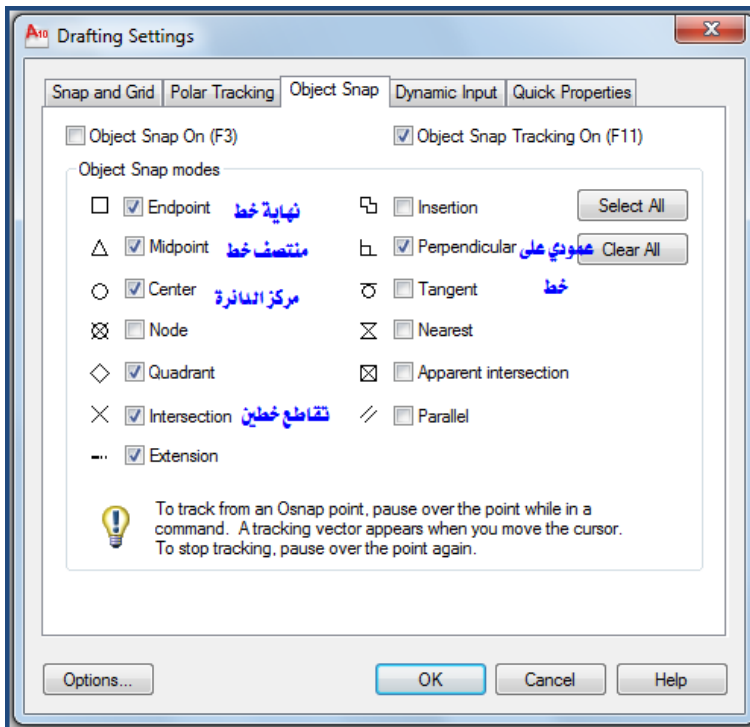 A10 Drafting Settings
Snap and Grid Polar Tracking Object Snap Dynamic Input Quick Properties
Object Snap On (F3) Object Snap Tracking On (F11)
Object Snap modes
Endpoint نهاية خط Insertion Select All
Midpoint منتصف خط Perpendicular عمودي على Clear All
Center مركز الدائرة Tangent خط
Node Nearest
Quadrant Apparent intersection
Intersection تقاطع خطين Parallel
Extension
To track from an Osnap point, pause over the point while in a
command. A tracking vector appears when you move the cursor.
To stop tracking, pause over the point again.
Options... OK Cancel Help